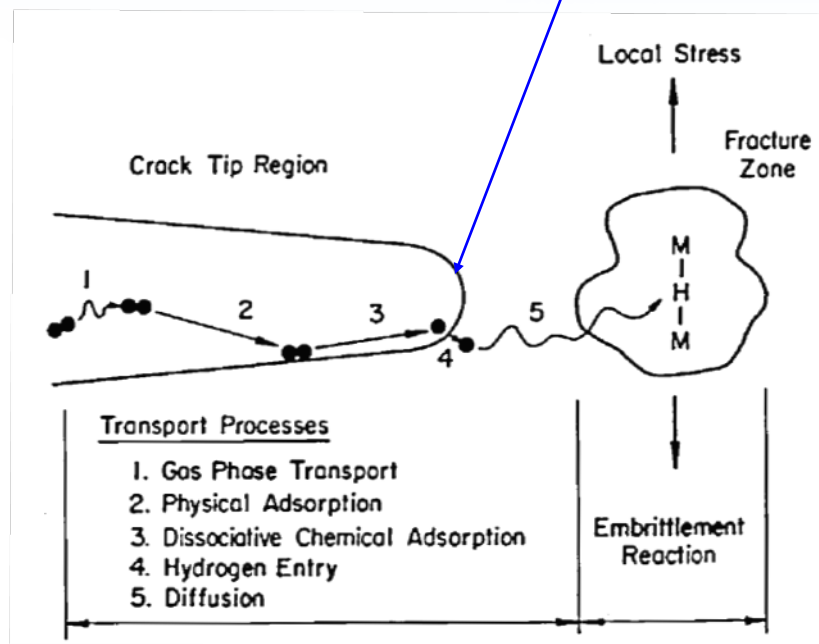 Local Stress
Fracture
Zone
Crack Tip Region
M
H
M
1
2
3
4
5
Transport Processes
1. Gas Phase Transport
2. Physical Adsorption
3. Dissociative Chemical Adsorption
4. Hydrogen Entry
5. Diffusion
Embrittlement
Reaction